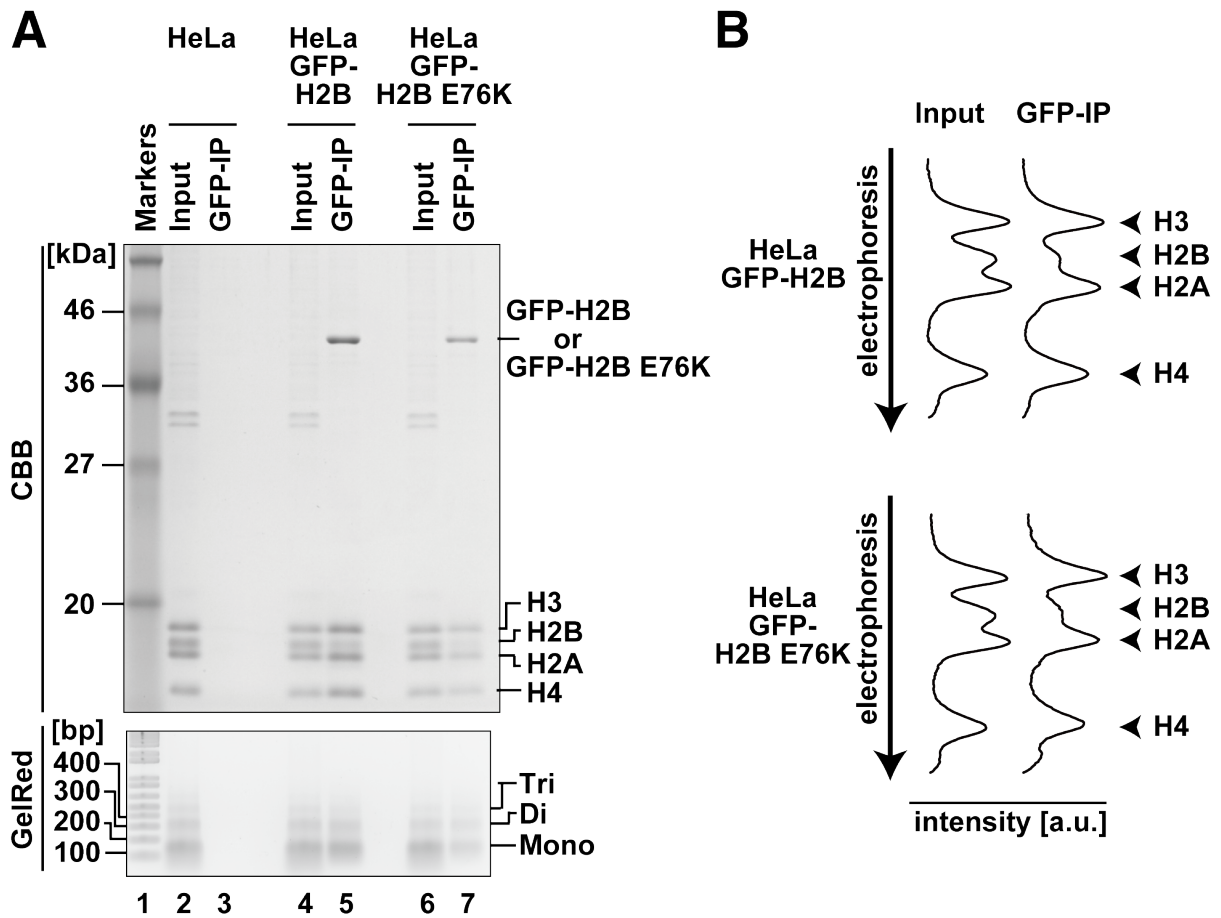 A
HeLa
HeLa
GFP-
H2B
HeLa
GFP-
H2B E76K
Markers
Input
GFP-IP
Input
GFP-IP
Input
GFP-IP
CBB
[kDa]
46
36
27
20
GFP-H2B
or
GFP-H2B E76K
H3
H2B
H2A
H4
GelRed
[bp]
400
300
200
100
Tri
Di
Mono
1 2 3 4 5 6 7
B
Input GFP-IP
HeLa
GFP-H2B
electrophoresis
H3
H2B
H2A
H4
HeLa
GFP-
H2B E76K
electrophoresis
H3
H2B
H2A
H4
intensity [a.u.]